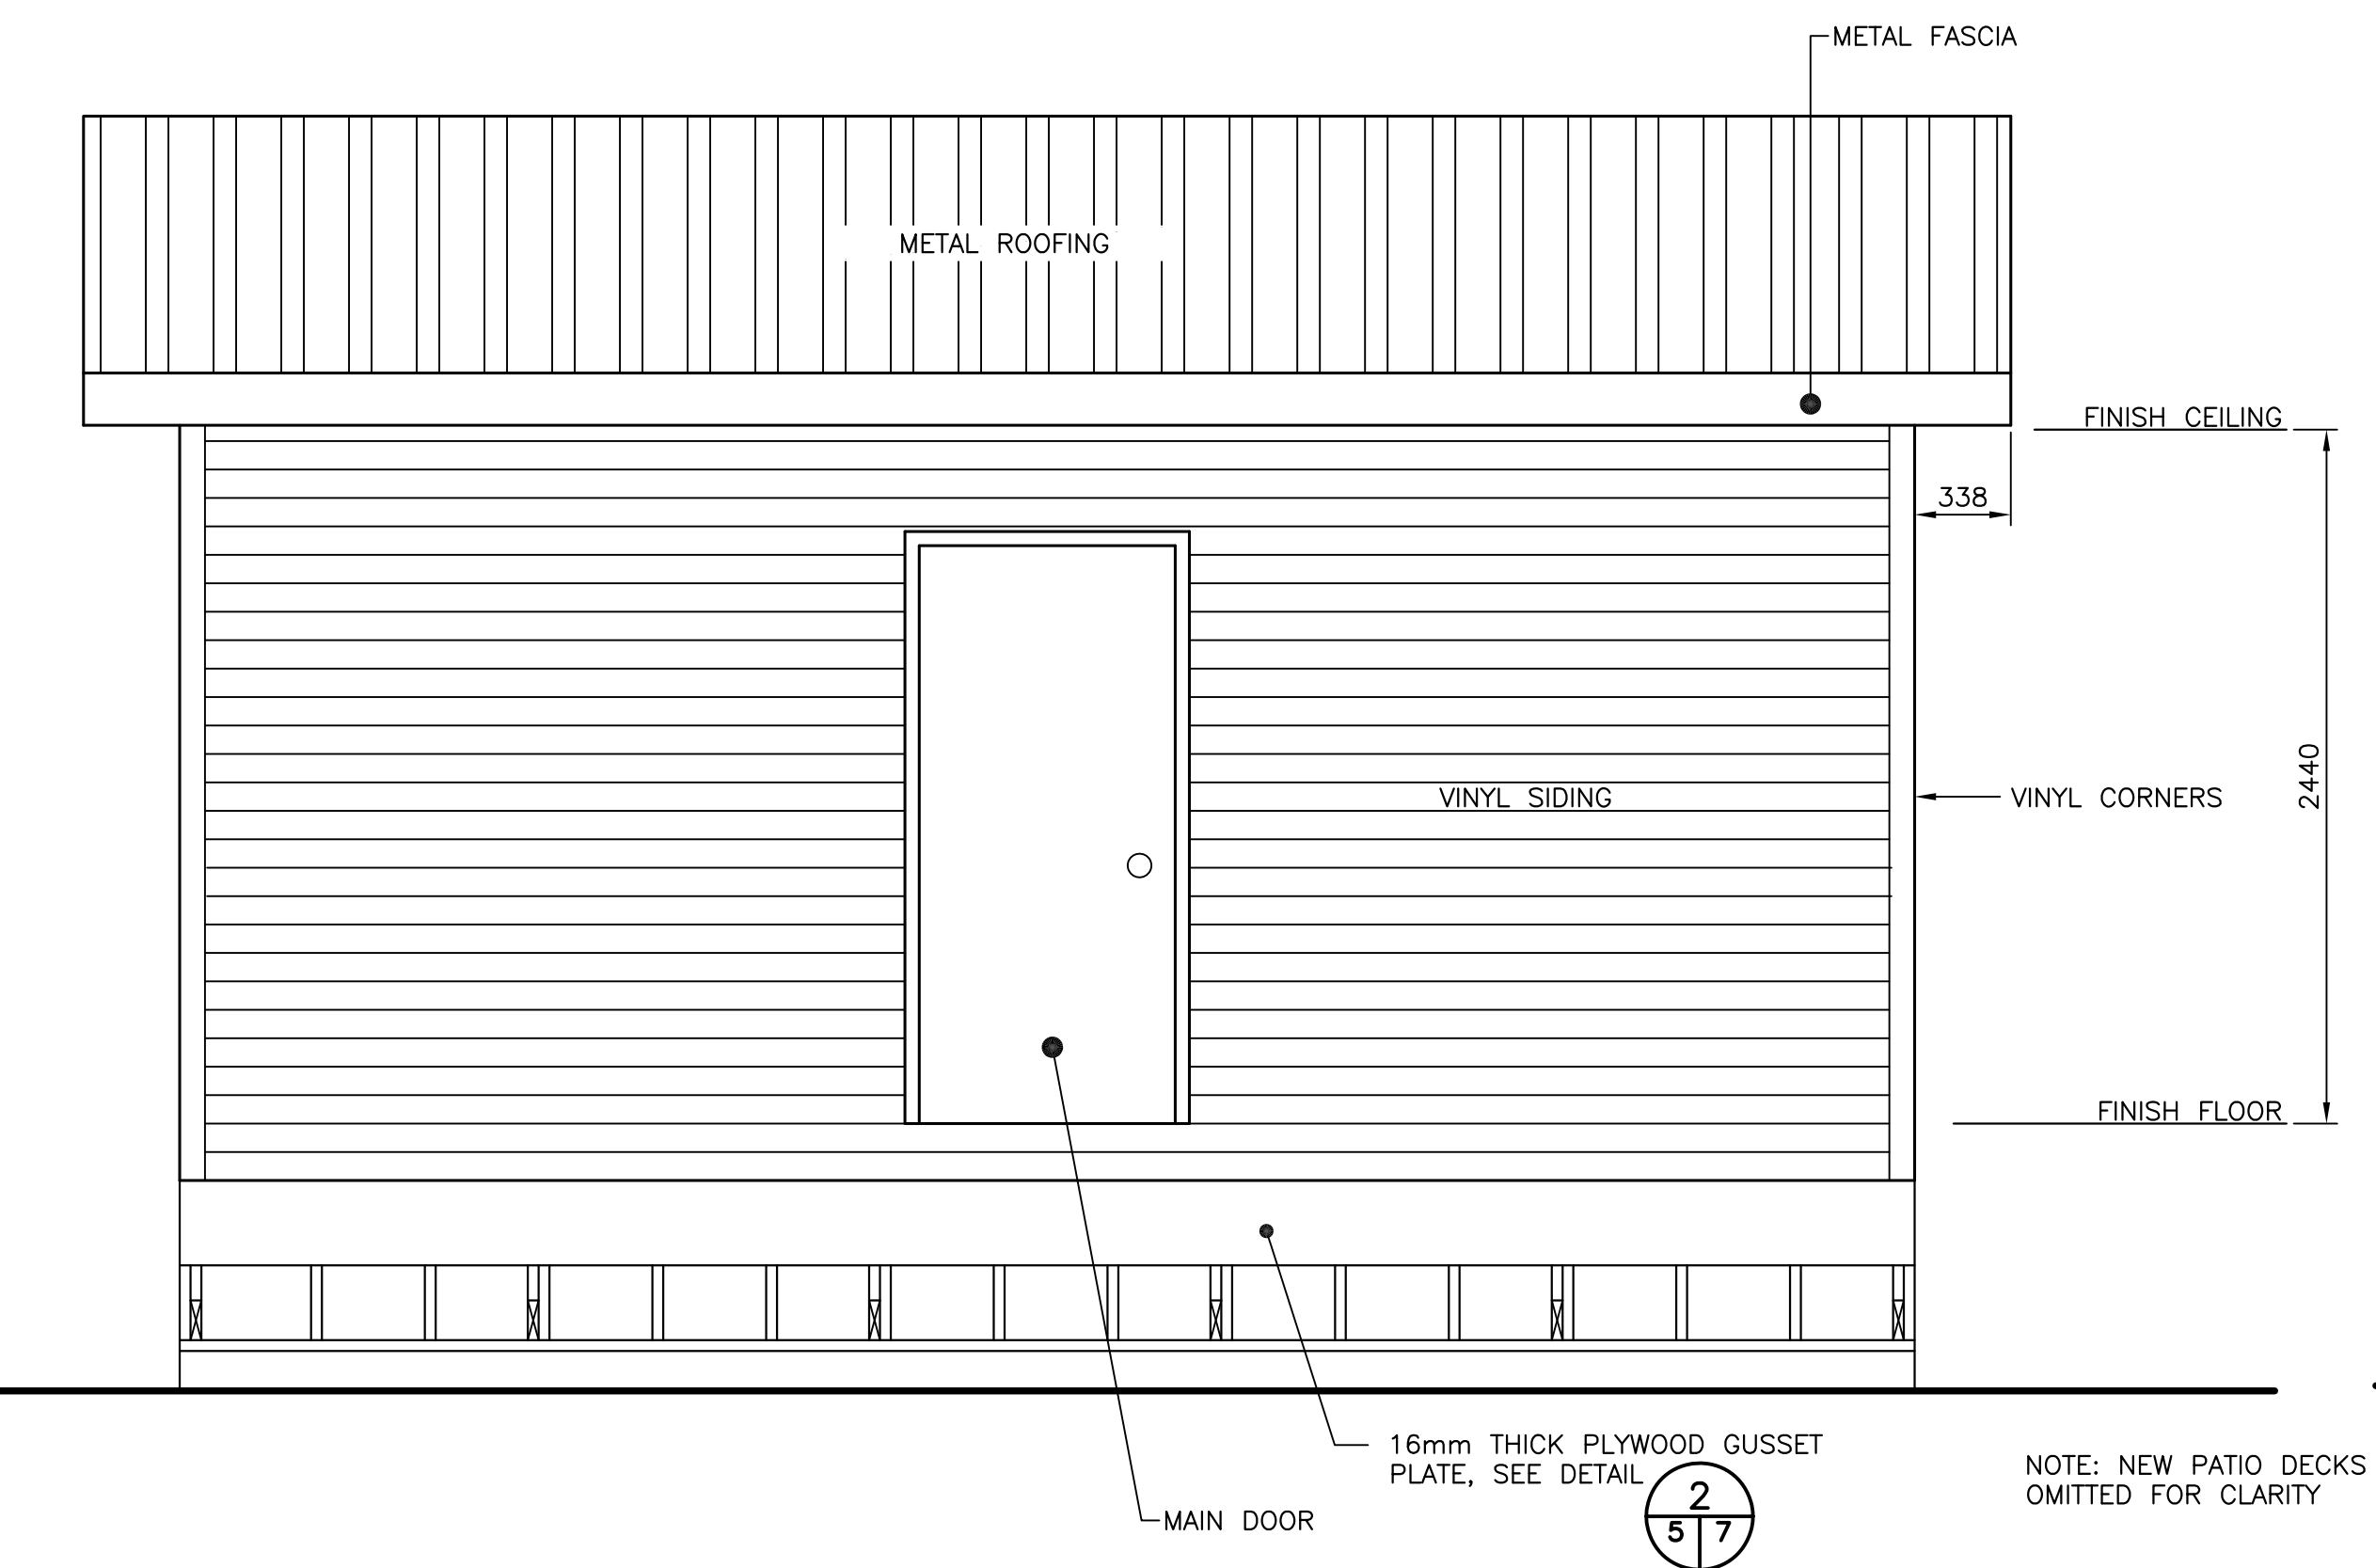 METAL FASCIA
METAL ROOFING
FINISH CEILING
338
2440
VINYL SIDING
VINYL CORNERS
FINISH FLOOR
16mm THICK PLYWOOD GUSSET
PLATE, SEE DETAIL
2
5 7
MAIN DOOR
NOTE: NEW PATIO DECKS
OMITTED FOR CLARITY